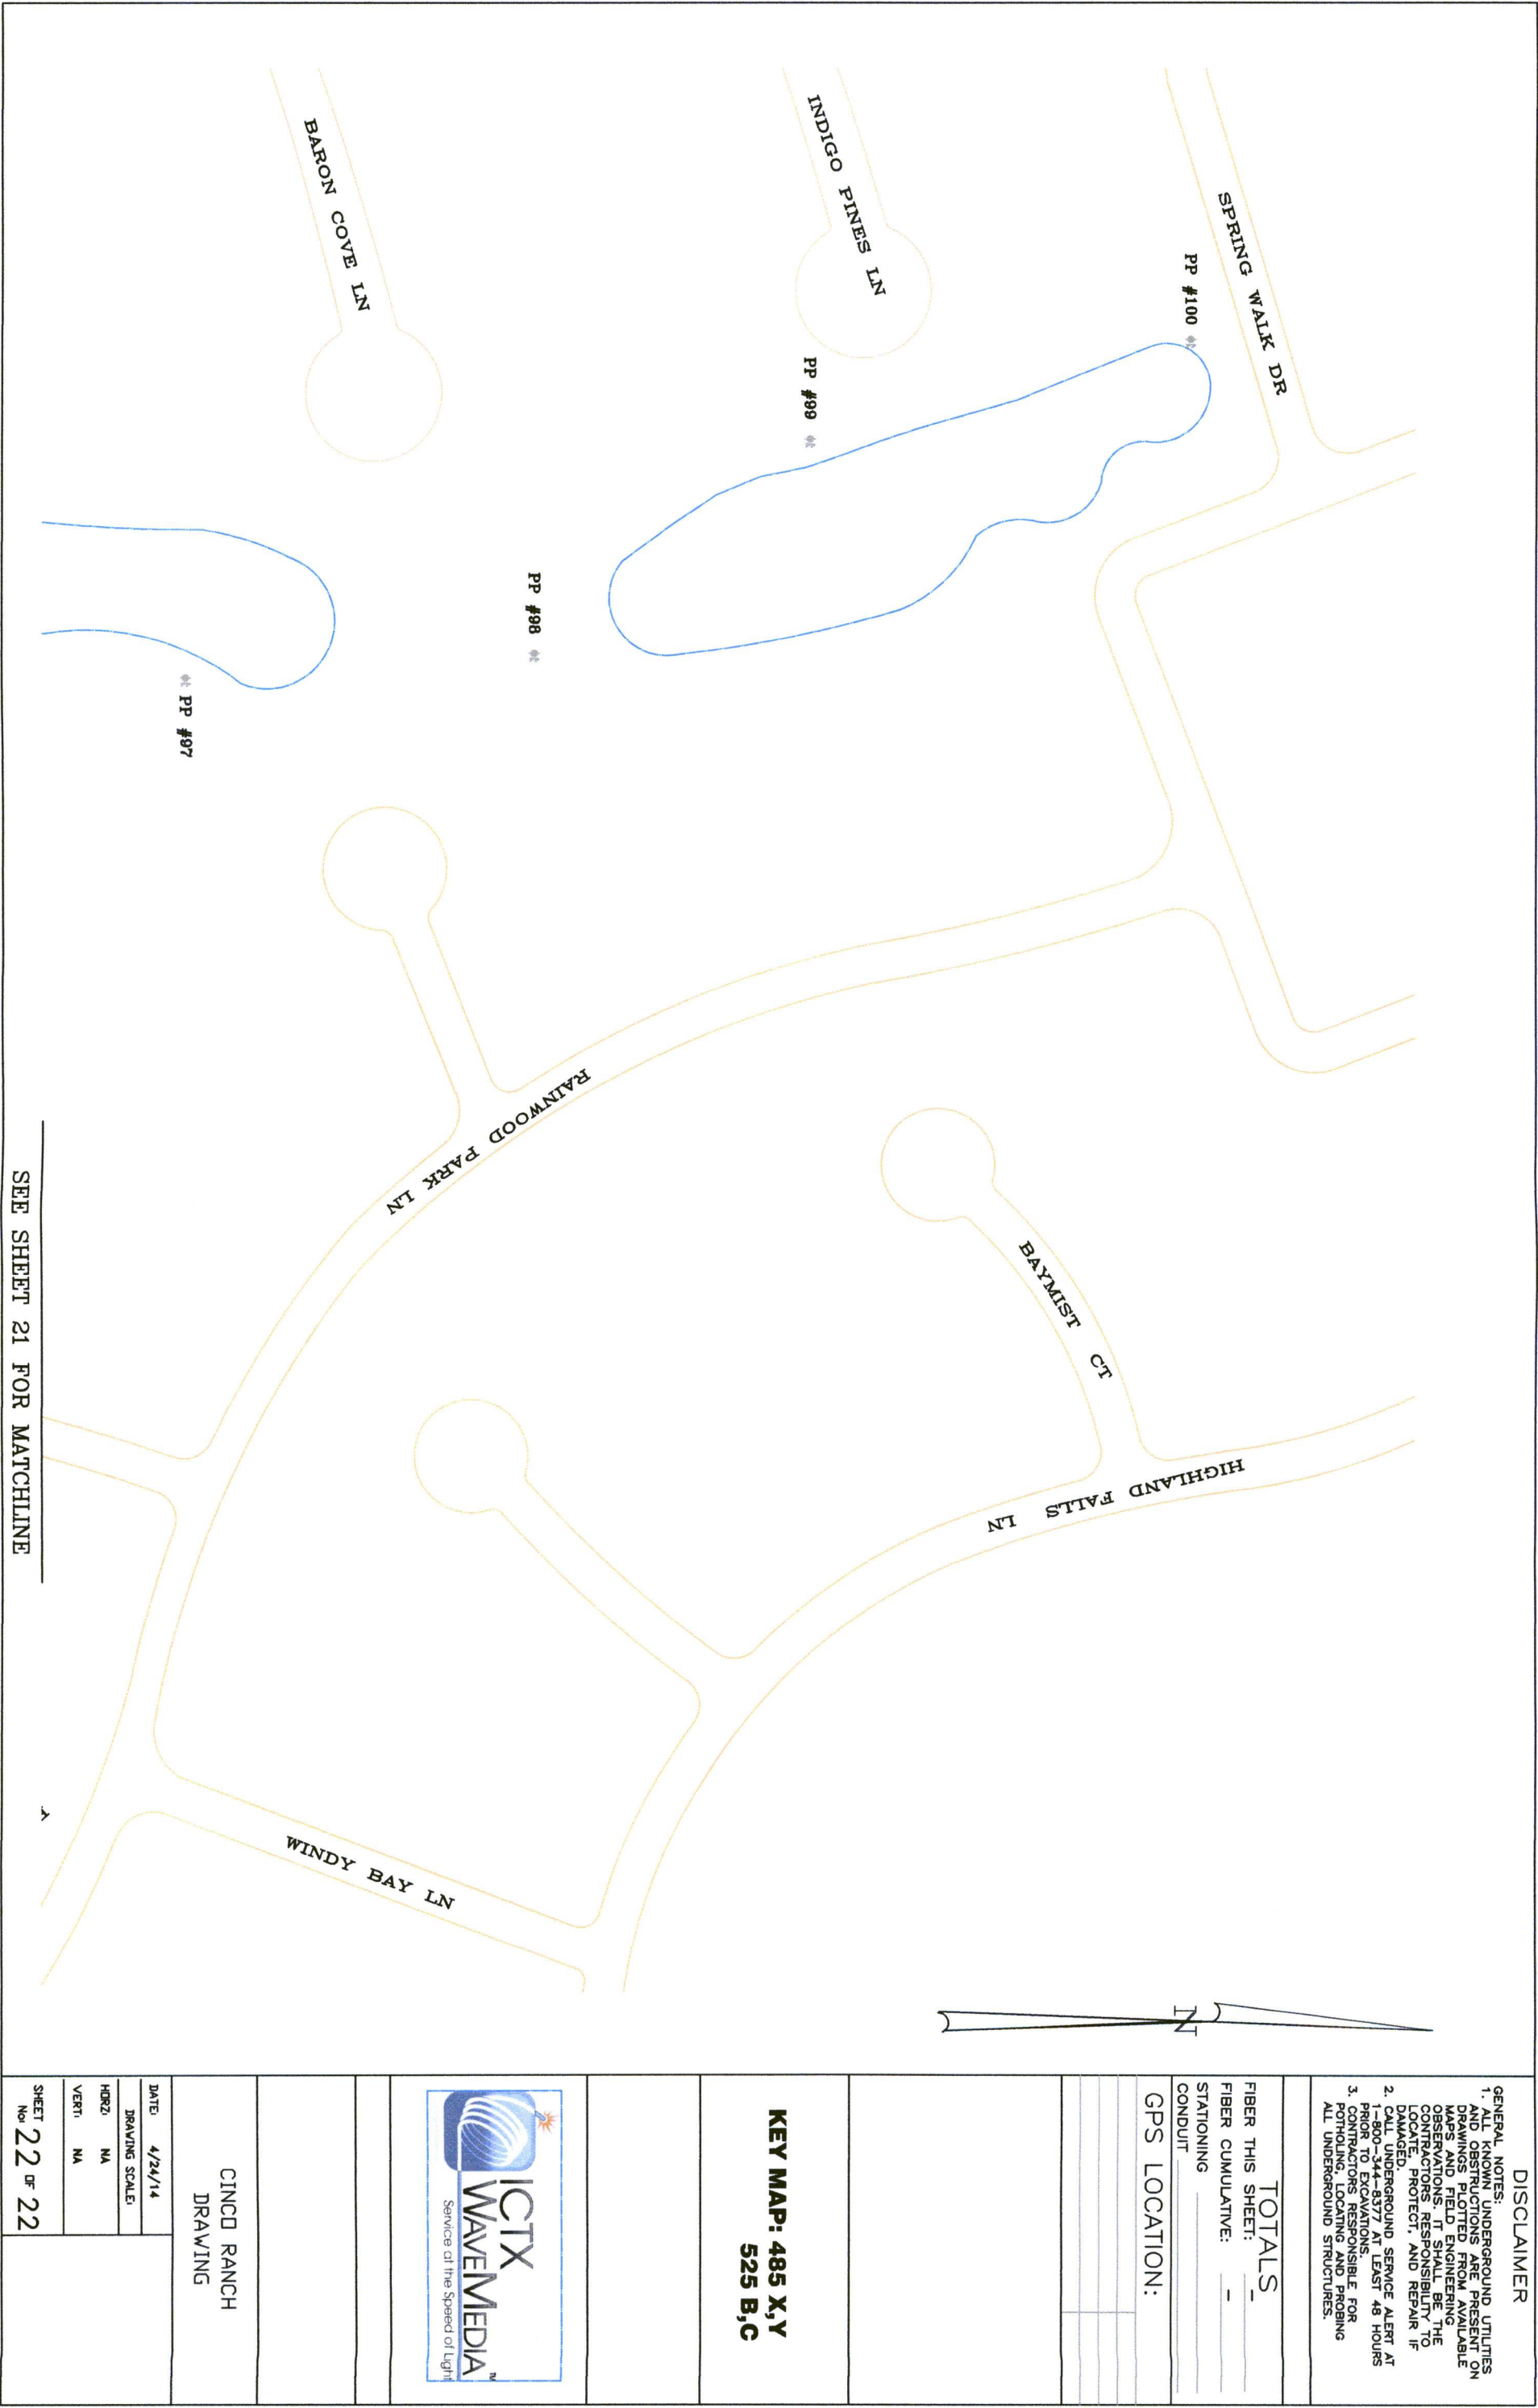 SPRING WALK DR
PP #100
INDIGO PINES LN
PP #99
BARON COVE LN
PP #98
PP #97
RAINWOOD PARK LN
BAYMIST CT
HIGHLAND FALLS LN
WINDY BAY LN
SEE SHEET 21 FOR MATCHLINE
N
DISCLAIMER
GENERAL NOTES:
1. ALL KNOWN UNDERGROUND UTILITIES
AND OBSTRUCTIONS ARE PRESENT ON
DRAWINGS PLOTTED FROM AVAILABLE
MAPS AND FIELD ENGINEERING
OBSERVATIONS. IT SHALL BE THE
CONTRACTORS RESPONSIBILITY TO
LOCATE, PROTECT, AND REPAIR IF
DAMAGED.
2. CALL UNDERGROUND SERVICE ALERT AT
1-800-344-8377 AT LEAST 48 HOURS
PRIOR TO EXCAVATIONS.
3. CONTRACTORS RESPONSIBLE FOR
POTHOLING, LOCATING AND PROBING
ALL UNDERGROUND STRUCTURES.
TOTALS
FIBER THIS SHEET: -
FIBER CUMULATIVE: -
STATIONING
CONDUIT
GPS LOCATION:
KEY MAP: 485 X,Y
525 B,C
ICTX
WAVEMEDIA™
Service at the Speed of Light
CINCO RANCH
DRAWING
DATE: 4/24/14
DRAWING SCALE:
HORZ: NA
VERT: NA
SHEET
No: 22 OF 22